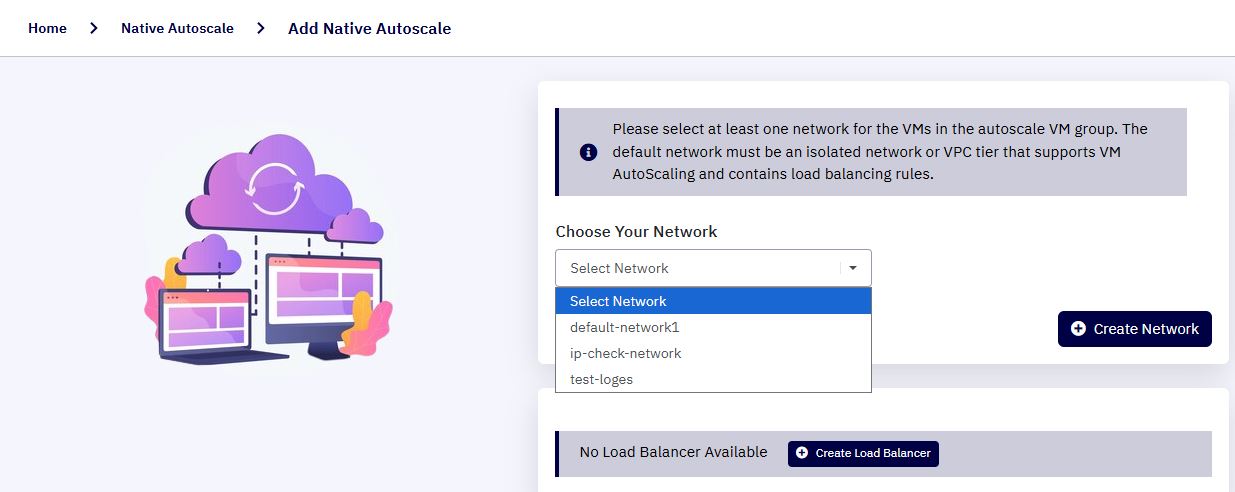 Home > Native Autoscale > Add Native Autoscale
Please select at least one network for the VMs in the autoscale VM group. The
default network must be an isolated network or VPC tier that supports VM
AutoScaling and contains load balancing rules.
Choose Your Network
Select Network
Select Network
default-network1
ip-check-network
test-loges
Create Network
No Load Balancer Available
Create Load Balancer